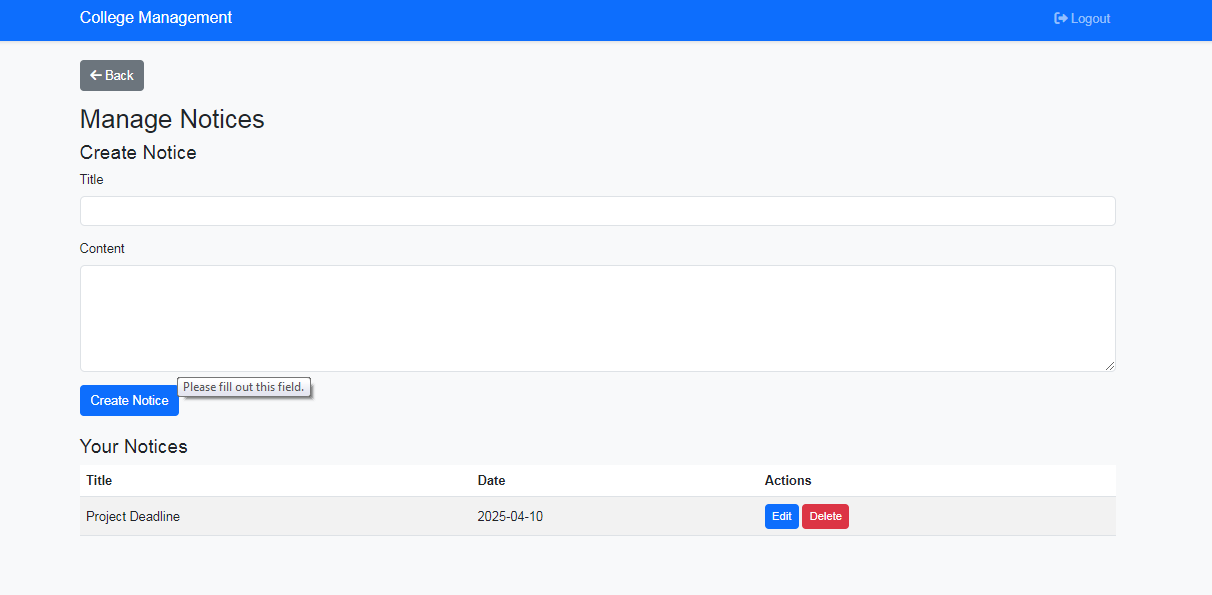 College Management
Logout
Back
Manage Notices
Create Notice
Title
Content
Please fill out this field.
Create Notice
Your Notices
Title Date Actions
Project Deadline 2025-04-10 Edit Delete